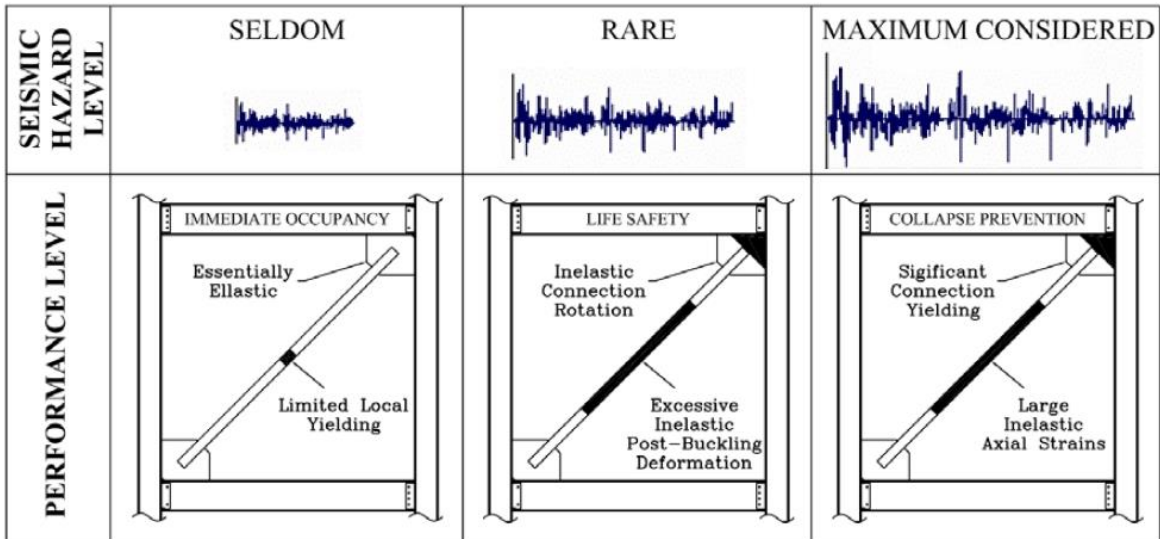 SEISMIC
HAZARD
LEVEL
SELDOM
RARE
MAXIMUM CONSIDERED
PERFORMANCE LEVEL
IMMEDIATE OCCUPANCY
Essentially
Ellastic
Limited Local
Yielding
LIFE SAFETY
Inelastic
Connection
Rotation
Excessive
Inelastic
Post-Buckling
Deformation
COLLAPSE PREVENTION
Sigificant
Connection
Yielding
Large
Inelastic
Axial Strains